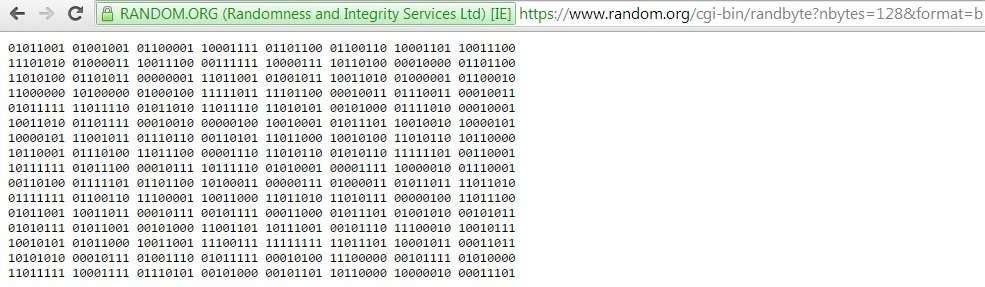 RANDOM.ORG (Randomness and Integrity Services Ltd) [IE] https://www.random.org/cgi-bin/randbyte?nbytes=128&format=b
01011001 01001001 01100001 10001111 01101100 01100110 10001101 10011100
11101010 01000011 10011100 00111111 10000111 10110100 00010000 01101100
11010100 01101011 00000001 11011001 01001011 10011010 01000001 01100010
11000000 10100000 01000100 11111011 11101100 00010011 01110011 00010011
01011111 11011110 01011010 11011110 11010101 00101000 01111010 00010001
10011010 01101111 00010010 00000100 10010001 01011101 10010010 10000101
10000101 11001011 01110110 00110101 11011000 10010100 11010110 10110000
10110001 01110100 11011100 00001110 11010110 01010110 11111101 00110001
10111111 01011100 00010111 10111110 01010001 00001111 10000010 01110001
00110100 01111101 01101100 10100011 00000111 01000011 01011011 11011010
01111111 01100110 11100001 10011000 11011010 11010111 00000100 11011100
01011001 10011011 00010111 00101111 00011000 01011101 01001010 00101011
01010111 01011001 00101000 11001101 10111001 00101110 11100010 10010111
10010101 01011000 10011001 11100111 11111111 11011101 10001011 00011011
10101010 00010111 01001110 01011111 00010100 11100000 00101111 01010000
11011111 10001111 01110101 00101000 00101101 10110000 10000010 00011101